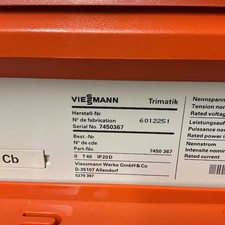 VIESMANN Trimatik
Herstell-Nr.
N° de fabrication 6012251
Serial No. 7450367
Best.-Nr.
N° de cde
Part-No. 7450 367
II T40 IP20D
Viessmann Werke GmbH&Co
D-35107 Allendorf
5270 367
Cb
Nennspann
Tension nom
Rated voltag
Leistungsauf
Puissance no
Rated power
Nennstrom
Intensité nomin
Rated current